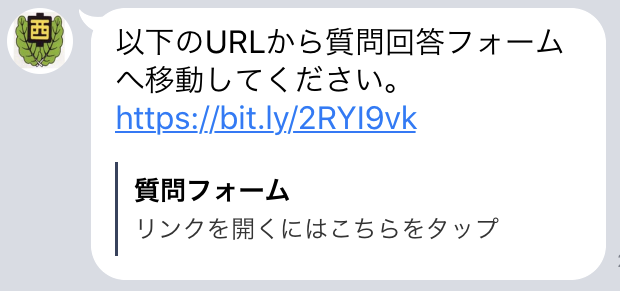 西
以下のURLから質問回答フォーム
へ移動してください。
https://bit.ly/2RYI9vk
質問フォーム
リンクを開くにはこちらをタップ